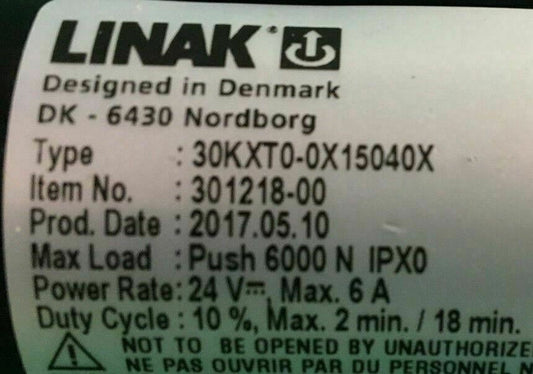 LINAK®
Designed in Denmark
DK - 6430 Nordborg
Type : 30KXT0-0X15040X
Item No. : 301218-00
Prod. Date : 2017.05.10
Max Load : Push 6000 N IPX0
Power Rate: 24 V⎓, Max. 6 A
Duty Cycle : 10 %, Max. 2 min. / 18 min.
NOT TO BE OPENED BY UNAUTHORIZE
NE PAS OUVRIR PAR DU PERSONNEL N